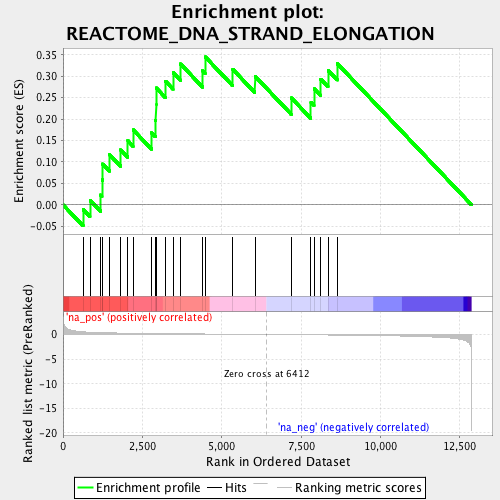 Enrichment plot:
REACTOME_DNA_STRAND_ELONGATION
Enrichment score (ES)
0.35
0.30
0.25
0.20
0.15
0.10
0.05
0.00
-0.05
'na_pos' (positively correlated)
Ranked list metric (PreRanked)
0
-5
-10
-15
-20
Zero cross at 6412
'na_neg' (negatively correlated)
0
2,500
5,000
7,500
10,000
12,500
Rank in Ordered Dataset
Enrichment profile
Hits
Ranking metric scores